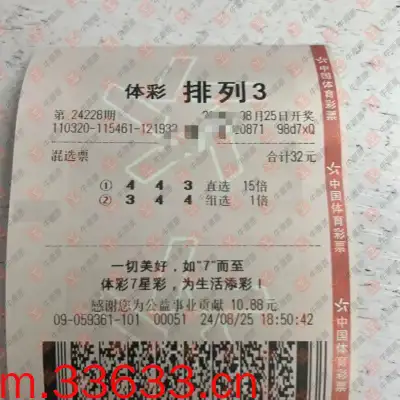 体彩 排列3
第 24228期 08月25日开奖
110320-115461-121933 20871 98d7xQ
混选票 合计32元
① 4 4 3 直选 15倍
② 3 4 4 组选 1倍
一切美好，如"7"而至
体彩7星彩，为生活添彩！
感谢您为公益事业贡献 10.88元
09-059361-101 00051 24/08/25 18:50:42
中国体育彩
中国体育彩
m.33633.cn